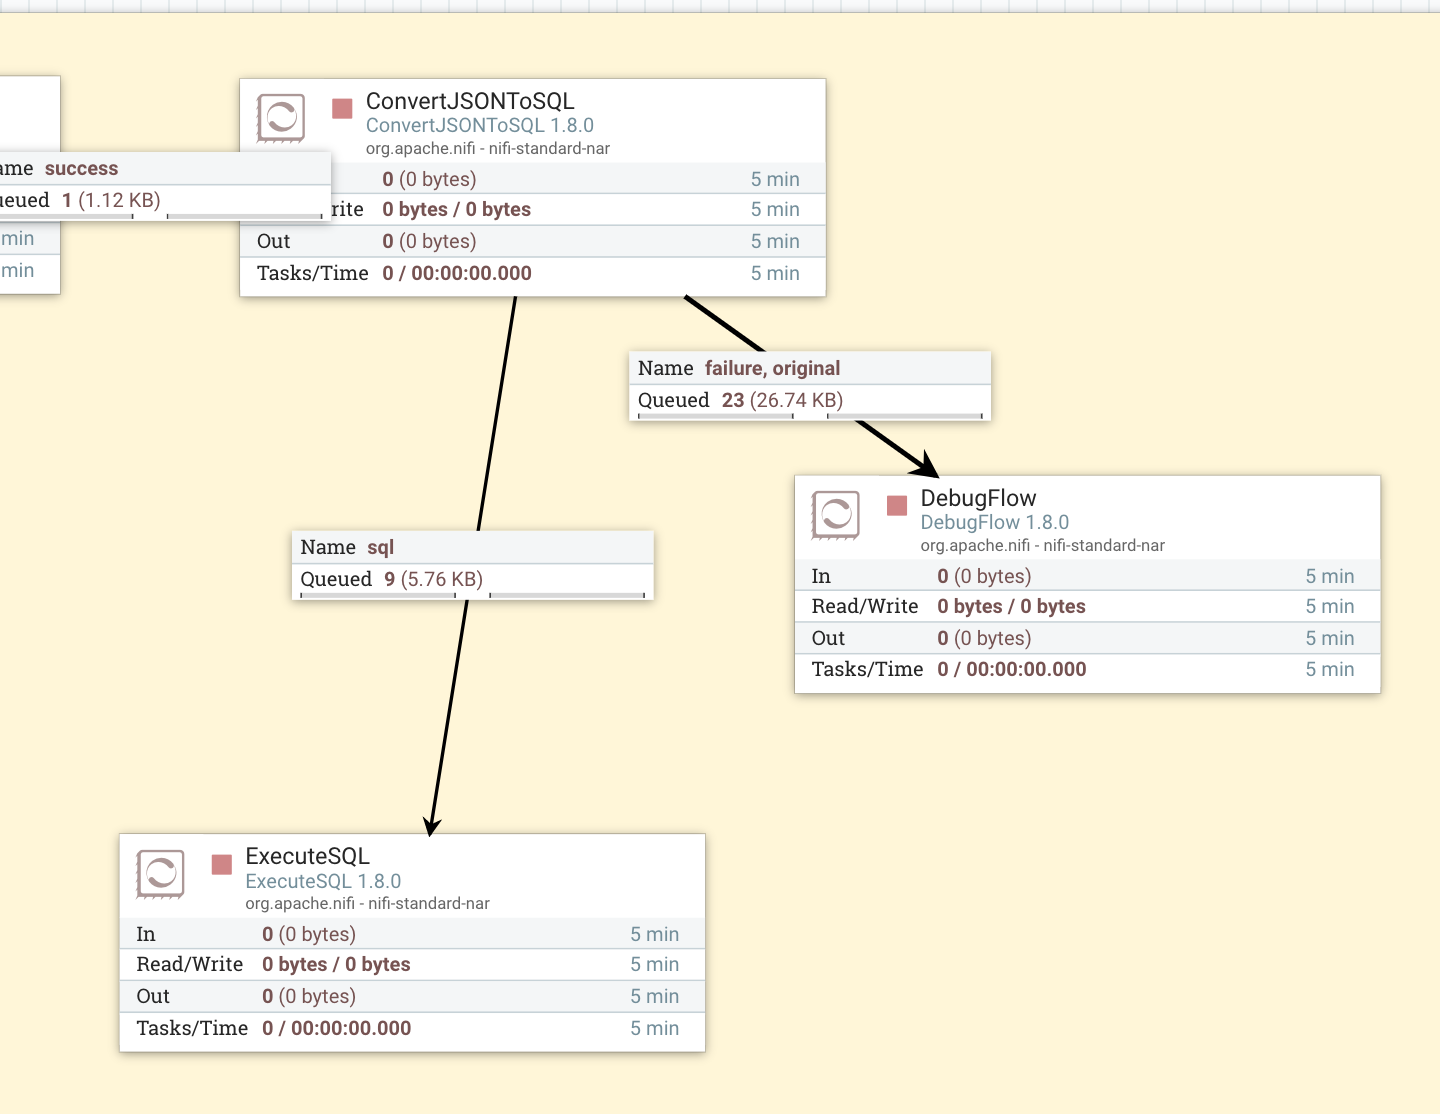 ConvertJSONToSQL
ConvertJSONToSQL 1.8.0
org.apache.nifi - nifi-standard-nar
0 (0 bytes) 5 min
0 bytes / 0 bytes 5 min
Out 0 (0 bytes) 5 min
Tasks/Time 0 / 00:00:00.000 5 min
success
1 (1.12 KB)
min
min
Name failure, original
Queued 23 (26.74 KB)
DebugFlow
DebugFlow 1.8.0
org.apache.nifi - nifi-standard-nar
In 0 (0 bytes) 5 min
Read/Write 0 bytes / 0 bytes 5 min
Out 0 (0 bytes) 5 min
Tasks/Time 0 / 00:00:00.000 5 min
Name sql
Queued 9 (5.76 KB)
ExecuteSQL
ExecuteSQL 1.8.0
org.apache.nifi - nifi-standard-nar
In 0 (0 bytes) 5 min
Read/Write 0 bytes / 0 bytes 5 min
Out 0 (0 bytes) 5 min
Tasks/Time 0 / 00:00:00.000 5 min